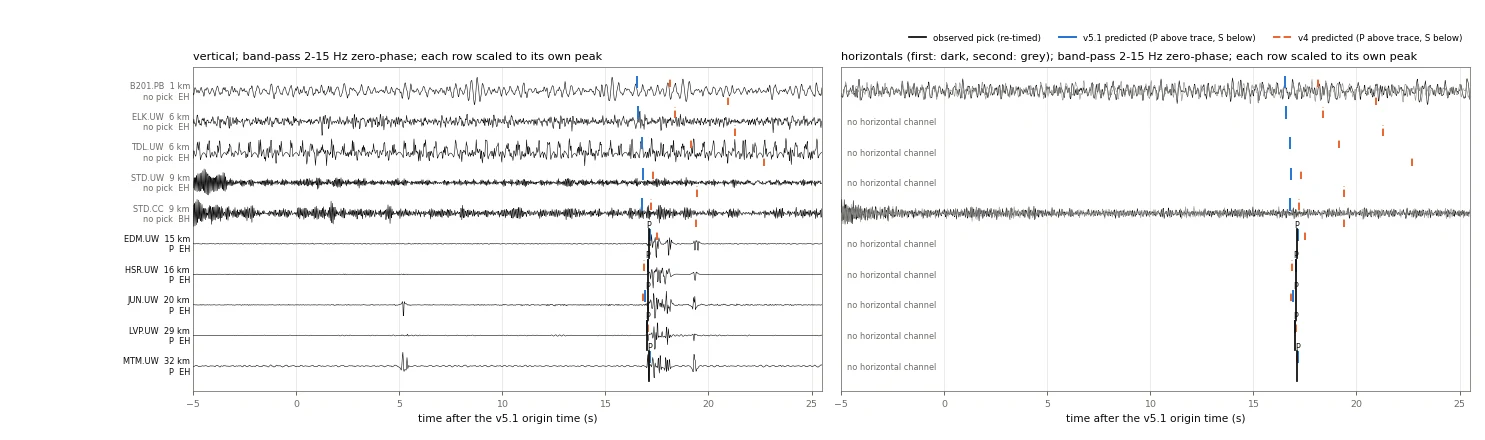 observed pick (re-timed)   v5.1 predicted (P above trace, S below)   v4 predicted (P above trace, S below)
vertical; band-pass 2-15 Hz zero-phase; each row scaled to its own peak
horizontals (first: dark, second: grey); band-pass 2-15 Hz zero-phase; each row scaled to its own peak
B201.PB 1 km
no pick EH
ELK.UW 6 km
no pick EH
no horizontal channel
TDL.UW 6 km
no pick EH
no horizontal channel
STD.UW 9 km
no pick EH
no horizontal channel
STD.CC 9 km
no pick BH
P
P
EDM.UW 15 km
P EH
no horizontal channel
P
P
HSR.UW 16 km
P EH
no horizontal channel
P
P
JUN.UW 20 km
P EH
no horizontal channel
P
P
LVP.UW 29 km
P EH
no horizontal channel
P
P
MTM.UW 32 km
P EH
no horizontal channel
−5 0 5 10 15 20 25
−5 0 5 10 15 20 25
time after the v5.1 origin time (s)
time after the v5.1 origin time (s)